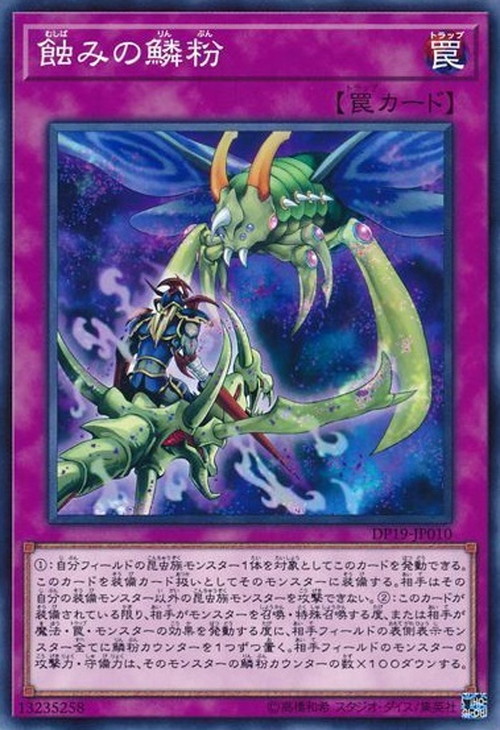 蝕みの鱗粉
罠
【罠カード】
DP19-JP010
①:自分フィールドの昆虫族モンスター1体を対象としてこのカードを発動できる。
このカードを装備カード扱いとしてそのモンスターに装備する。相手はその
自分の装備モンスター以外の昆虫族モンスターを攻撃できない。②:このカードが
装備されている限り、相手がモンスターを召喚・特殊召喚する度、または相手が
魔法・罠・モンスターの効果を発動する度に、相手フィールドの表側表示モン
スター全てに鱗粉カウンターを1つずつ置く。相手フィールドのモンスターの
攻撃力・守備力は、そのモンスターの鱗粉カウンターの数×100ダウンする。
13235258
©高橋和希 スタジオ・ダイス/集英社